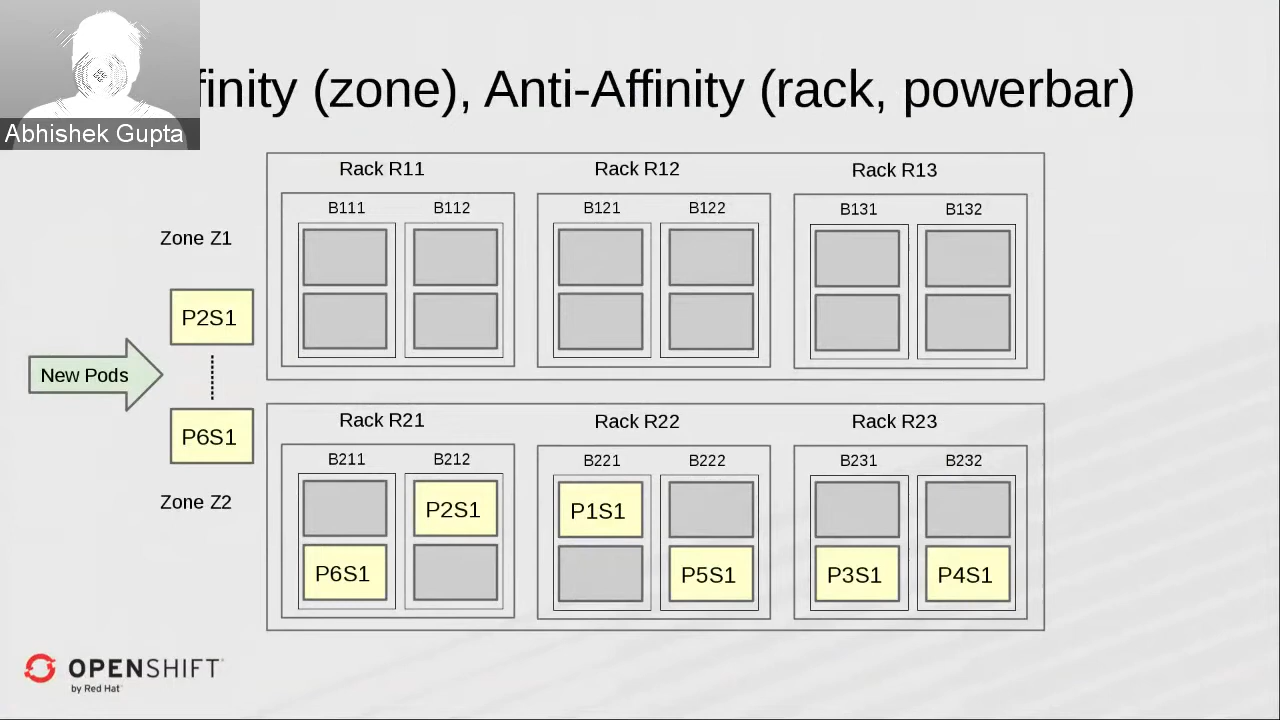 finity (zone), Anti-Affinity (rack, powerbar)
Abhishek Gupta
Rack R11 Rack R12 Rack R13
B111 B112 B121 B122 B131 B132
Zone Z1
P2S1
New Pods
P6S1
Zone Z2
Rack R21 Rack R22 Rack R23
B211 B212 B221 B222 B231 B232
P2S1 P1S1
P6S1 P5S1 P3S1 P4S1
OPENSHIFT
by Red Hat